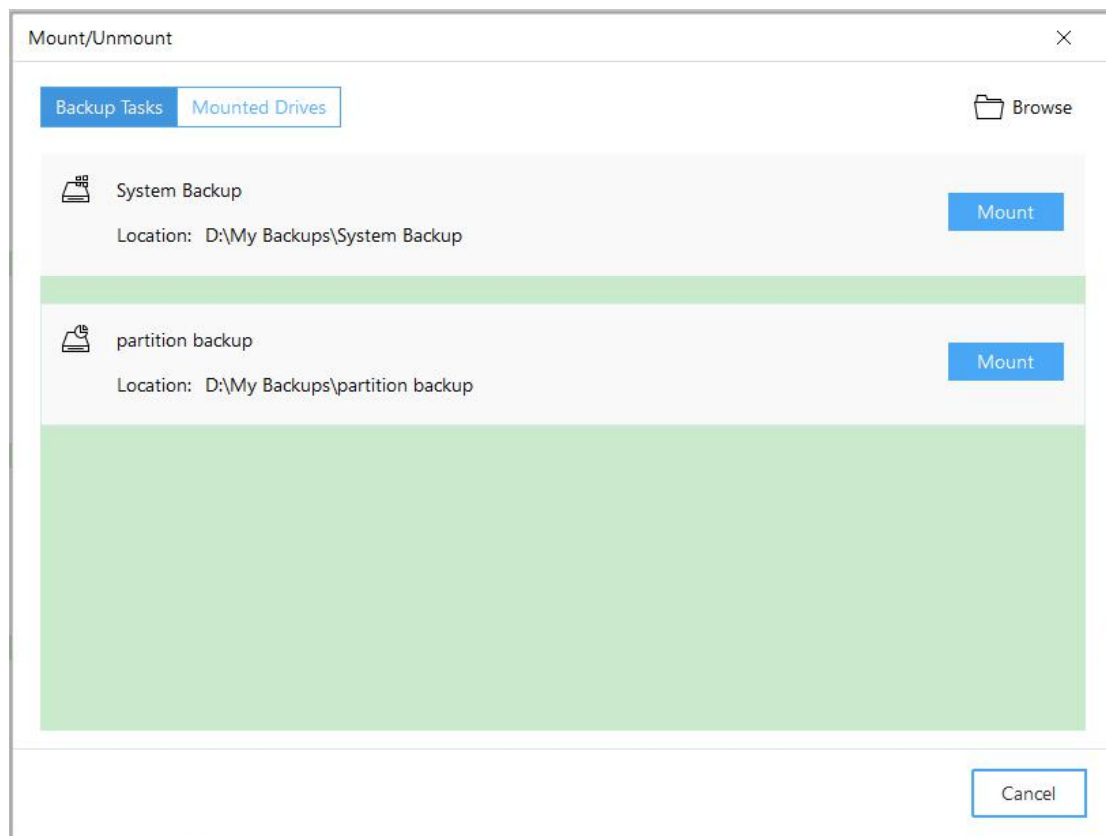 Mount/Unmount
Backup Tasks Mounted Drives Browse
System Backup
Mount
Location: D:\My Backups\System Backup
partition backup
Mount
Location: D:\My Backups\partition backup
Cancel